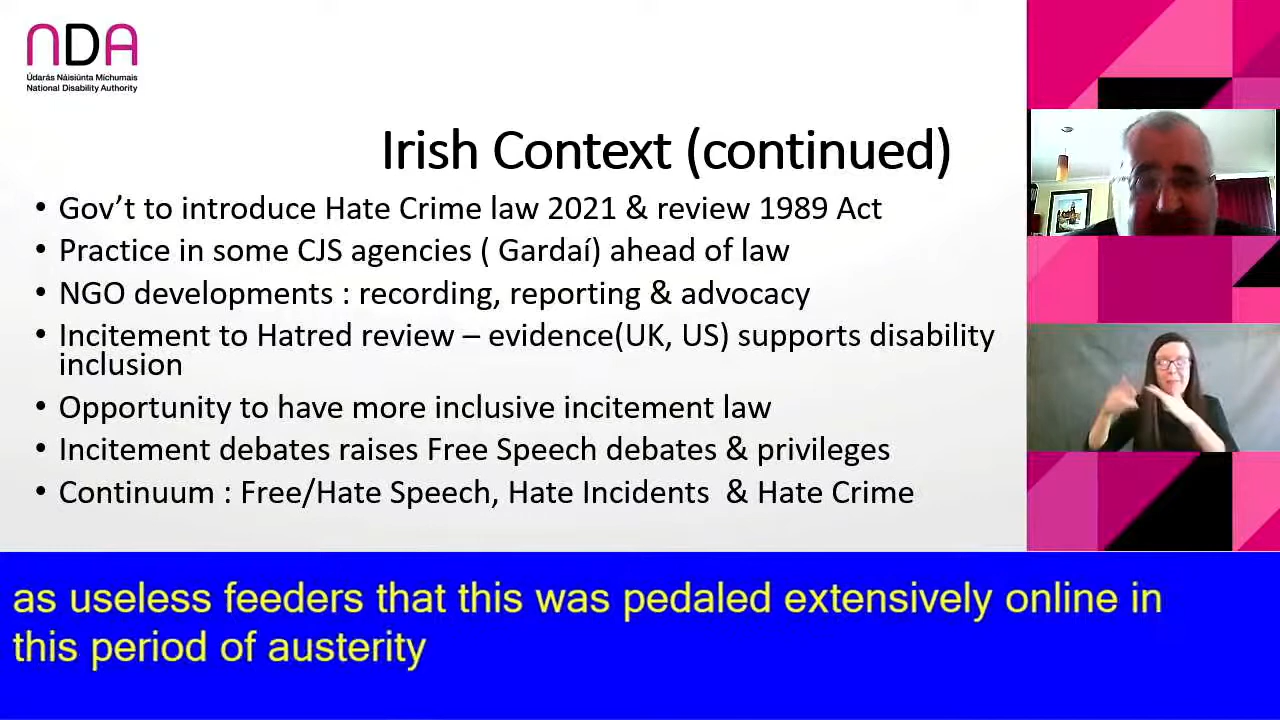 NDA
Údarás Náisiúnta Míchumais
National Disability Authority
Irish Context (continued)
• Gov't to introduce Hate Crime law 2021 & review 1989 Act
• Practice in some CJS agencies ( Gardaí) ahead of law
• NGO developments : recording, reporting & advocacy
• Incitement to Hatred review – evidence(UK, US) supports disability
inclusion
• Opportunity to have more inclusive incitement law
• Incitement debates raises Free Speech debates & privileges
• Continuum : Free/Hate Speech, Hate Incidents & Hate Crime
as useless feeders that this was pedaled extensively online in
this period of austerity